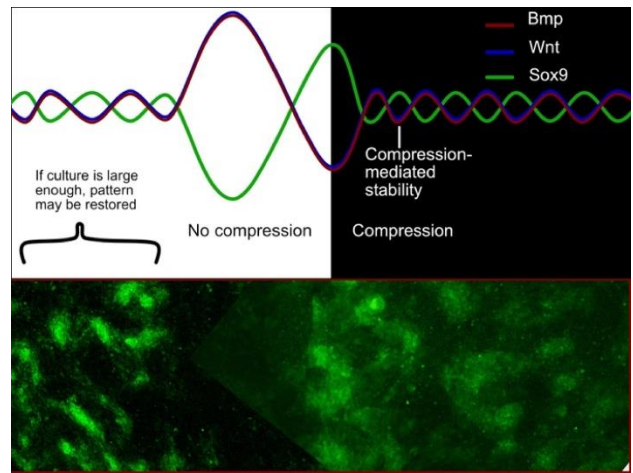 Bmp
Wnt
Sox9
Compression-
mediated
stability
If culture is large
enough, pattern
may be restored
No compression
Compression